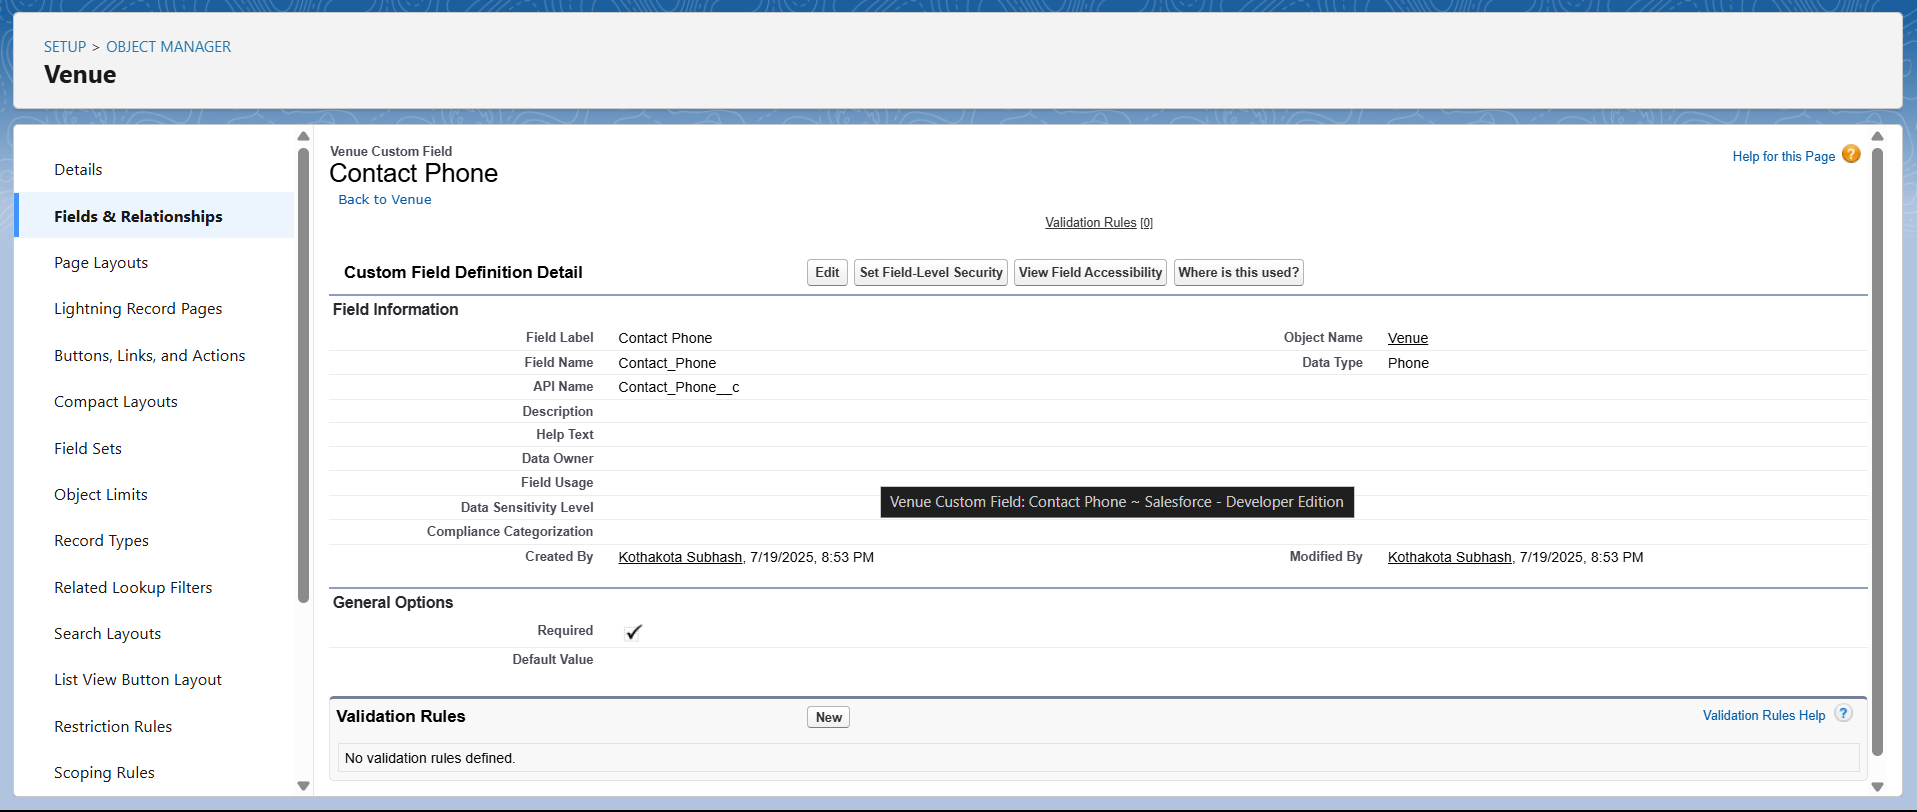 SETUP > OBJECT MANAGER
Venue
Details
Fields & Relationships
Page Layouts
Lightning Record Pages
Buttons, Links, and Actions
Compact Layouts
Field Sets
Object Limits
Record Types
Related Lookup Filters
Search Layouts
List View Button Layout
Restriction Rules
Scoping Rules
Venue Custom Field
Contact Phone
Back to Venue
Help for this Page ?
Validation Rules [0]
Custom Field Definition Detail Edit Set Field-Level Security View Field Accessibility Where is this used?
Field Information
Field Label Contact Phone Object Name Venue
Field Name Contact_Phone Data Type Phone
API Name Contact_Phone__c
Description
Help Text
Data Owner
Field Usage
Venue Custom Field: Contact Phone ~ Salesforce - Developer Edition
Data Sensitivity Level
Compliance Categorization
Created By Kothakota Subhash, 7/19/2025, 8:53 PM Modified By Kothakota Subhash, 7/19/2025, 8:53 PM
General Options
Required
Default Value
Validation Rules New Validation Rules Help ?
No validation rules defined.